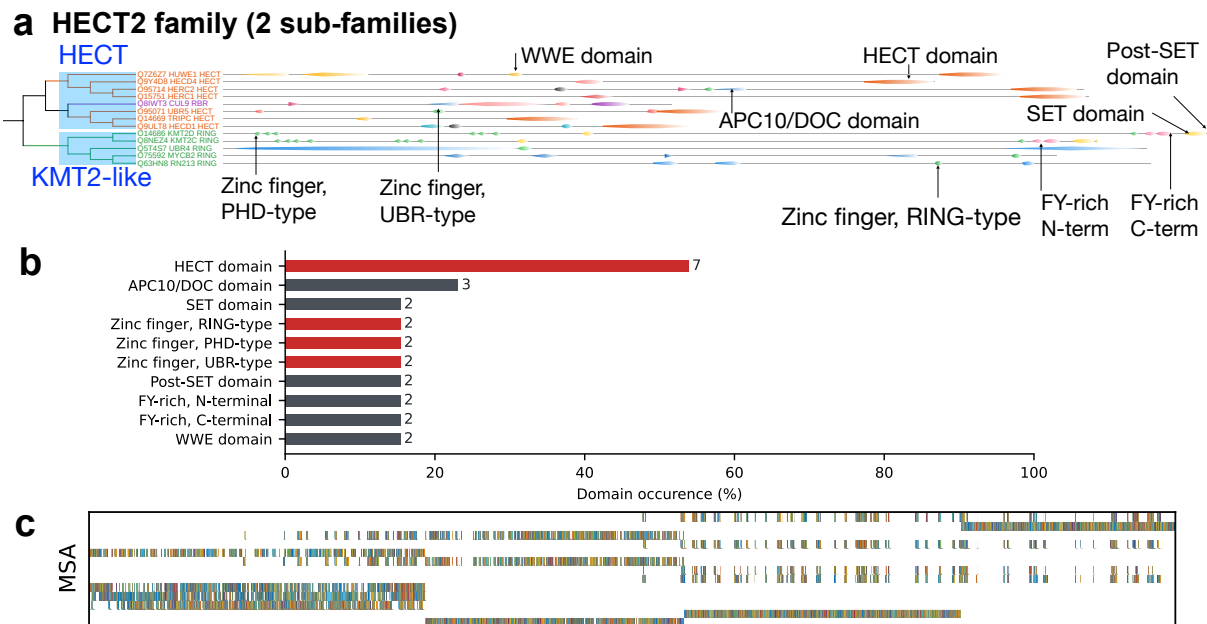 a HECT2 family (2 sub-families)
HECT
WWE domain
HECT domain
Post-SET
domain
Q7Z6Z7 HUWE1 HECT
Q9Y4D8 HECD4 HECT
O95714 HERC2 HECT
Q15751 HERC1 HECT
Q8IWT3 CUL9 RBR
O95071 UBR5 HECT
Q14669 TRIPC HECT
Q9ULT8 HECD1 HECT
O14686 KMT2D RING
Q8NEZ4 KMT2C RING
Q5T4S7 UBR4 RING
O75592 MYCB2 RING
Q63HN8 RN213 RING
SET domain
APC10/DOC domain
KMT2-like
Zinc finger,
PHD-type
Zinc finger,
UBR-type
Zinc finger, RING-type
FY-rich
N-term
FY-rich
C-term
b
HECT domain 7
APC10/DOC domain 3
SET domain 2
Zinc finger, RING-type 2
Zinc finger, PHD-type 2
Zinc finger, UBR-type 2
Post-SET domain 2
FY-rich, N-terminal 2
FY-rich, C-terminal 2
WWE domain 2
0 20 40 60 80 100
Domain occurence (%)
c
MSA